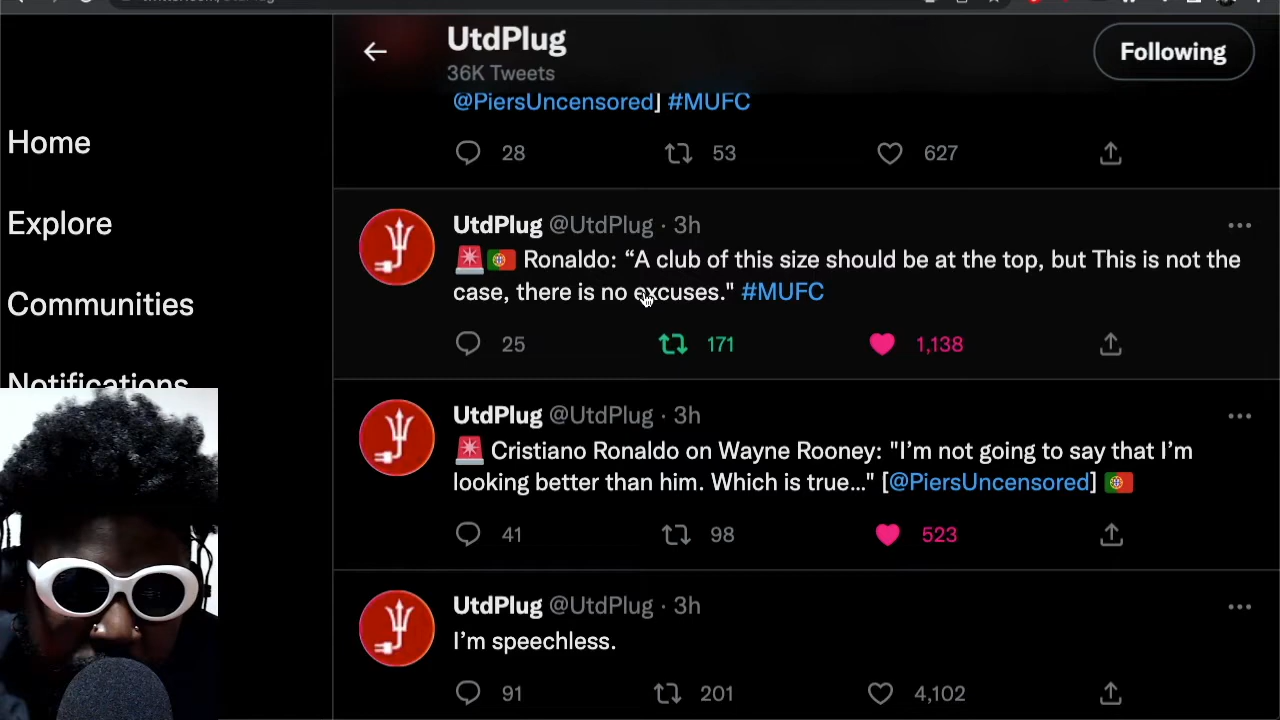 UtdPlug
36K Tweets
Following
@PiersUncensored] #MUFC
28 53 627
Home
Explore
Communities
Notifications
UtdPlug @UtdPlug · 3h
🚨🇵🇹 Ronaldo: “A club of this size should be at the top, but This is not the
case, there is no excuses." #MUFC
25 171 1,138
UtdPlug @UtdPlug · 3h
🚨 Cristiano Ronaldo on Wayne Rooney: "I’m not going to say that I’m
looking better than him. Which is true…" [@PiersUncensored] 🇵🇹
41 98 523
UtdPlug @UtdPlug · 3h
I’m speechless.
91 201 4,102